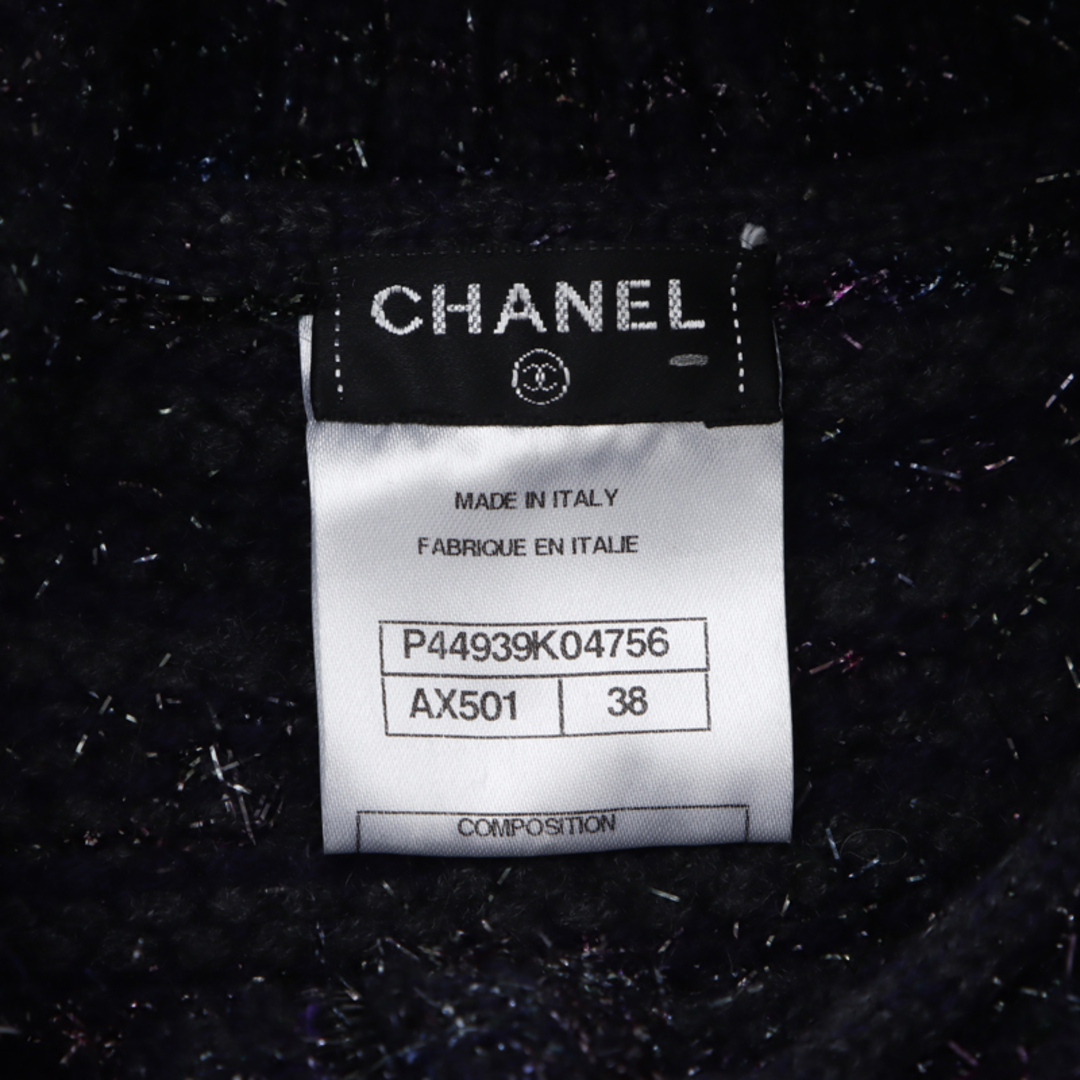 CHANEL
MADE IN ITALY
FABRIQUE EN ITALIE
P44939K04756
AX501 38
COMPOSITION